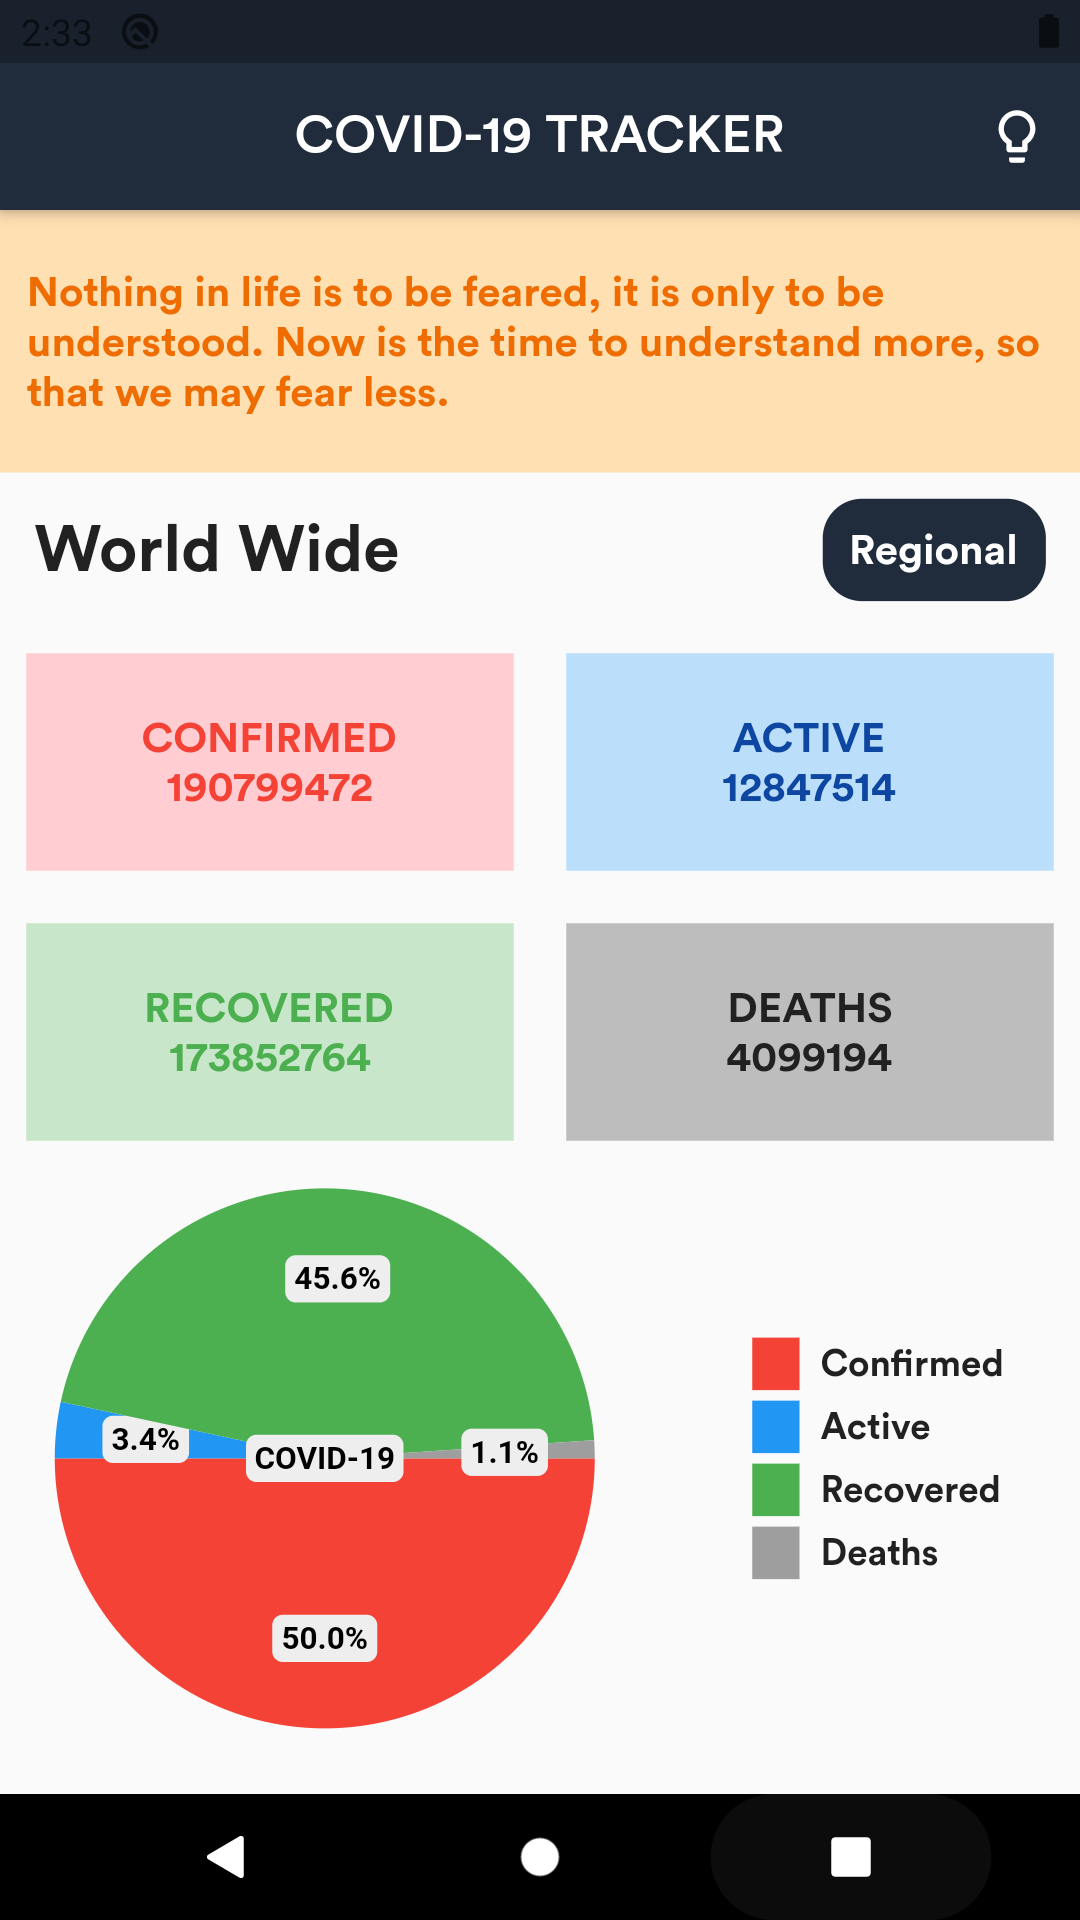 2:33
COVID-19 TRACKER
Nothing in life is to be feared, it is only to be
understood. Now is the time to understand more, so
that we may fear less.
World Wide
Regional
CONFIRMED
190799472
ACTIVE
12847514
RECOVERED
173852764
DEATHS
4099194
45.6%
3.4%
COVID-19
1.1%
50.0%
Confirmed
Active
Recovered
Deaths